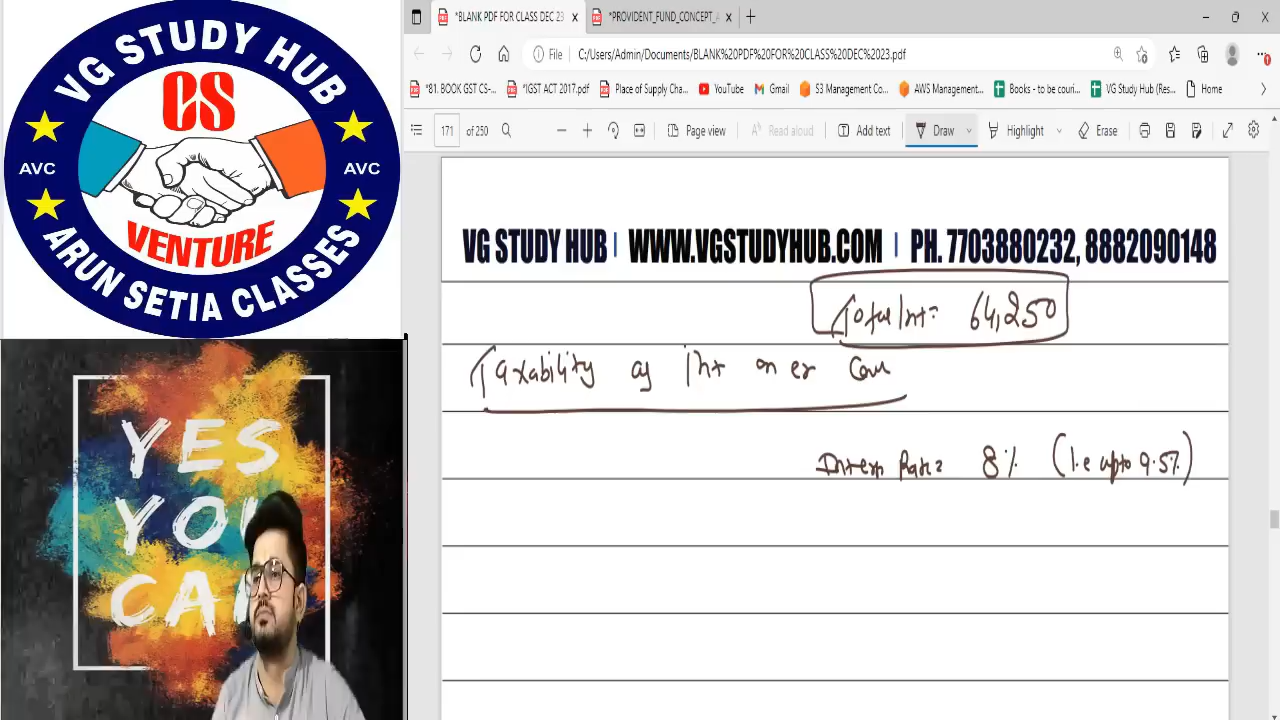 VG STUDY HUB
CS
AVC
AVC
VENTURE
ARUN SETIA CLASSES
YES
YOU
CAN
*BLANK PDF FOR CLASS DEC 23
*PROVIDENT_FUND_CONCEPT_A
File
C:/Users/Admin/Documents/BLANK%20PDF%20FOR%20CLASS%20DEC%2023.pdf
*81. BOOK GST CS-...
*IGST ACT 2017.pdf
Place of Supply Cha...
YouTube
Gmail
S3 Management Co...
AWS Management...
Books - to be couri...
VG Study Hub (Res...
Home
171 of 250
Page view
Read aloud
Add text
Draw
Highlight
Erase
VG STUDY HUB | WWW.VGSTUDYHUB.COM | PH. 7703880232, 8882090148
Total Int = 64,250
Taxability of Int on er Con
Interest Rate = 8% (i.e upto 9.5%)